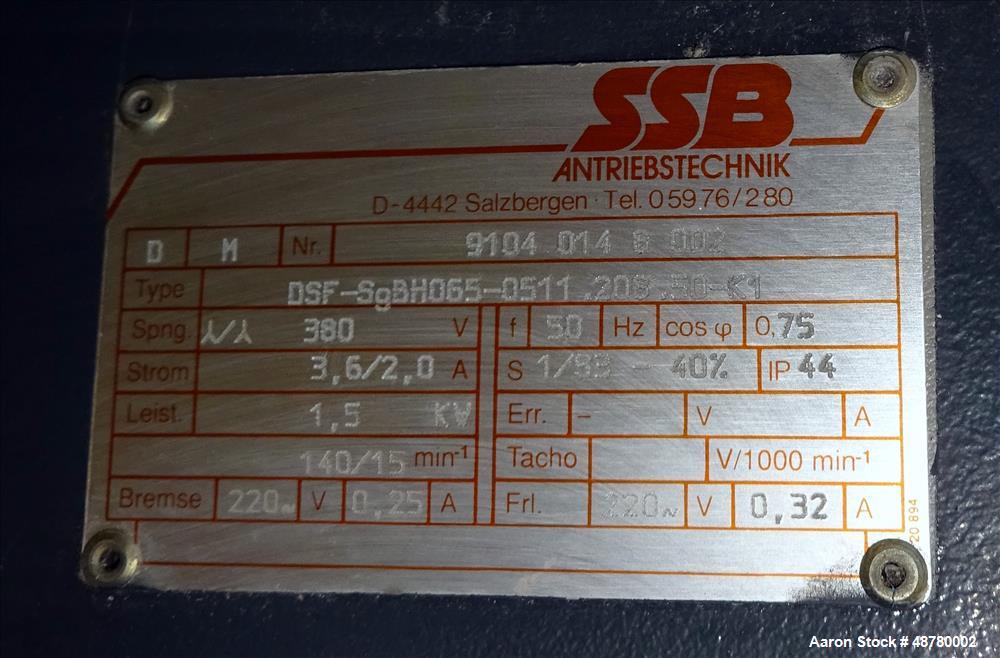 SSB
ANTRIEBSTECHNIK
D-4442 Salzbergen · Tel. 05976/280
D M Nr. 9104 014 002
Type DSF-SgBH065-0511.208.50-K1
Spng. ⅄/⅄ 380 V f 50 Hz cos φ 0,75
Strom 3,6/2,0 A S - 40% IP 44
Leist. 1,5 KW Err. – V A
140/15 min⁻¹ Tacho V/1000 min⁻¹
Bremse 220~ V 0,25 A Frl. 220~ V 0,32 A
20 894
Aaron Stock # 48780002